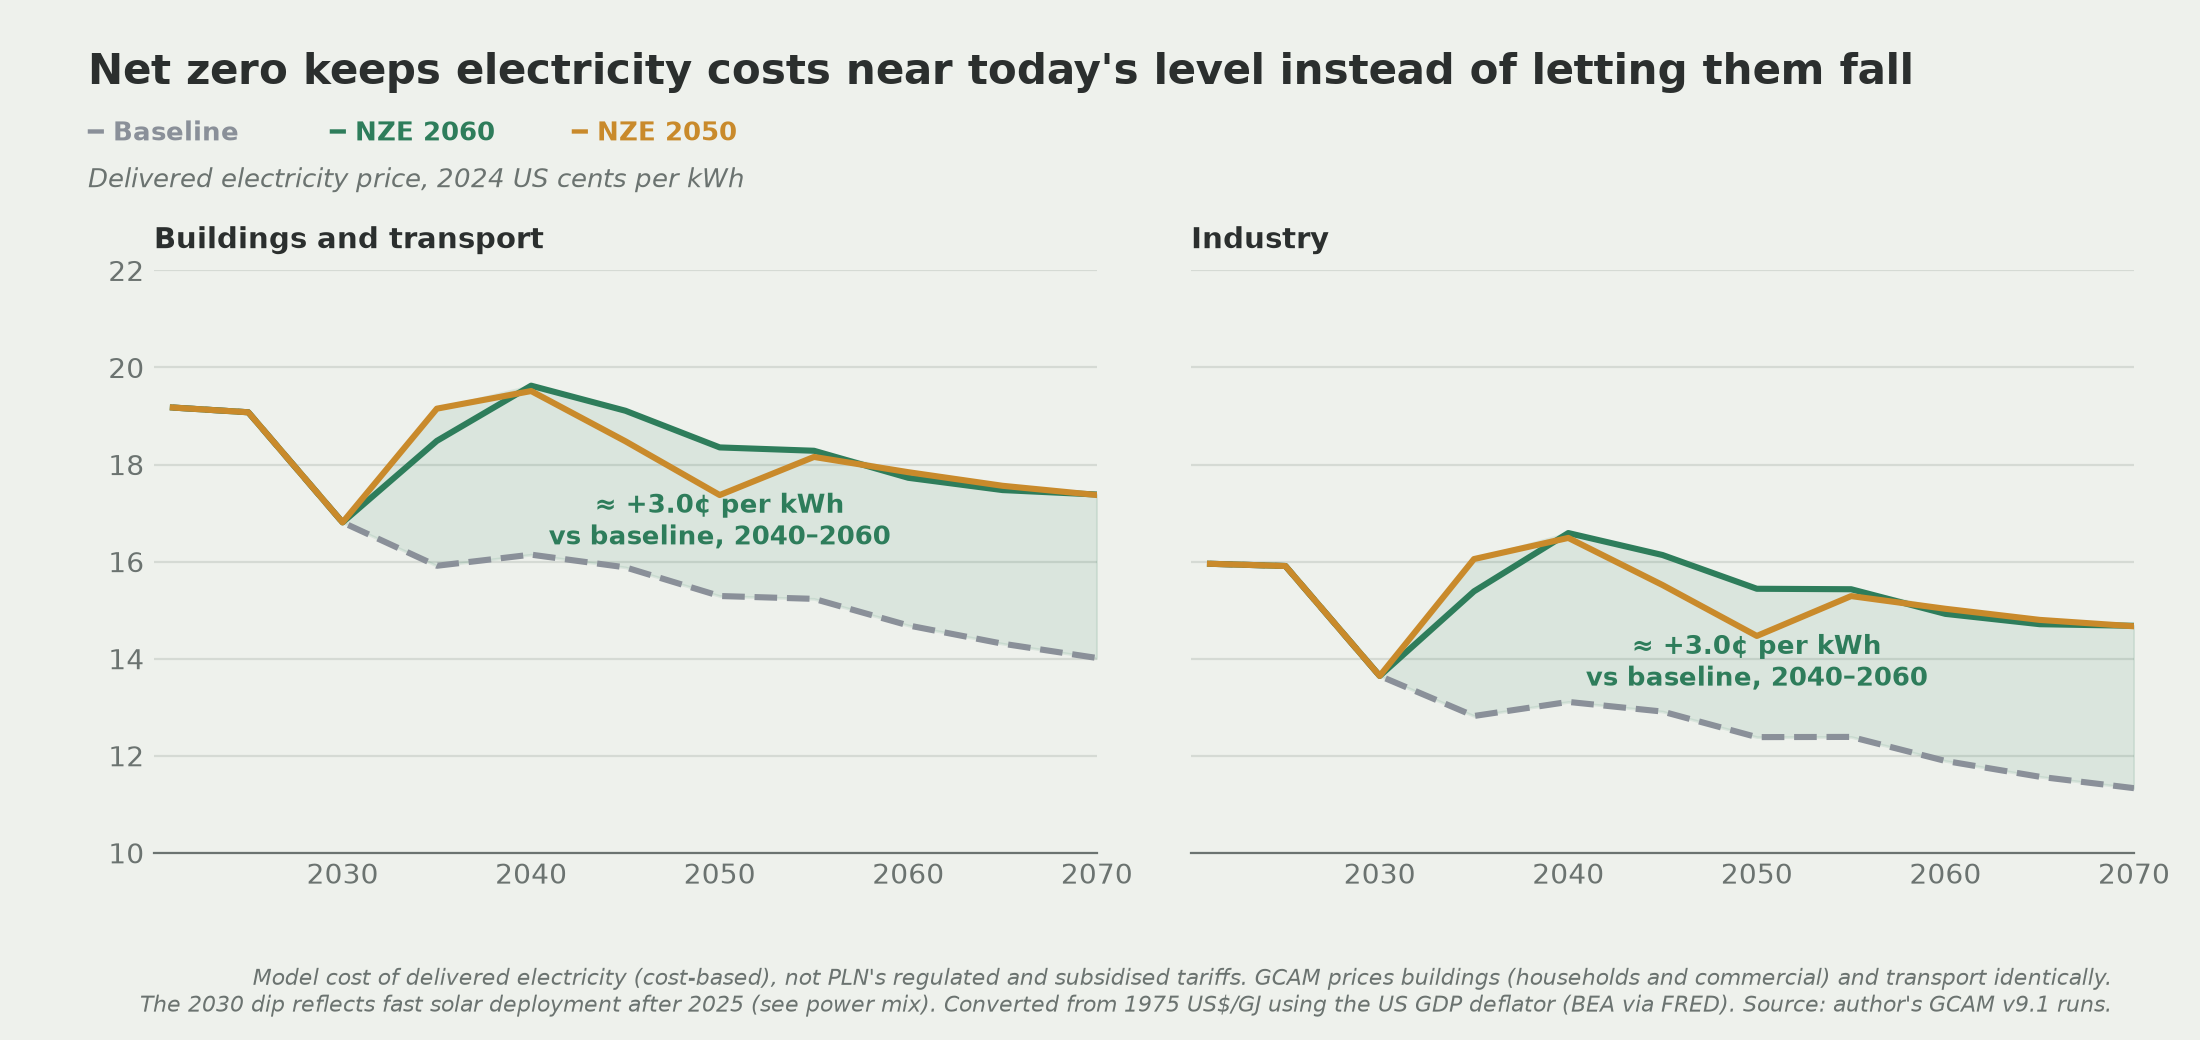 Net zero keeps electricity costs near today's level instead of letting them fall
Baseline
NZE 2060
NZE 2050
Delivered electricity price, 2024 US cents per kWh
Buildings and transport
22
20
18
16
14
12
10
≈ +3.0¢ per kWh
vs baseline, 2040–2060
2030
2040
2050
2060
2070
Industry
≈ +3.0¢ per kWh
vs baseline, 2040–2060
2030
2040
2050
2060
2070
Model cost of delivered electricity (cost-based), not PLN's regulated and subsidised tariffs. GCAM prices buildings (households and commercial) and transport identically.
The 2030 dip reflects fast solar deployment after 2025 (see power mix). Converted from 1975 US$/GJ using the US GDP deflator (BEA via FRED). Source: author's GCAM v9.1 runs.